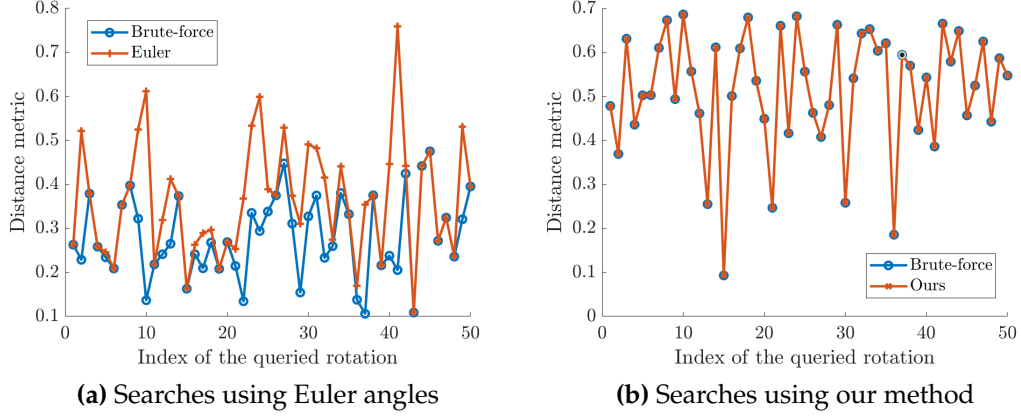 0.8
0.7
0.6
0.5
0.4
0.3
0.2
0.1
0 10 20 30 40 50
Distance metric
Index of the queried rotation
Brute-force
Euler
(a) Searches using Euler angles
0.7
0.6
0.5
0.4
0.3
0.2
0.1
0
0 10 20 30 40 50
Distance metric
Index of the queried rotation
Brute-force
Ours
(b) Searches using our method